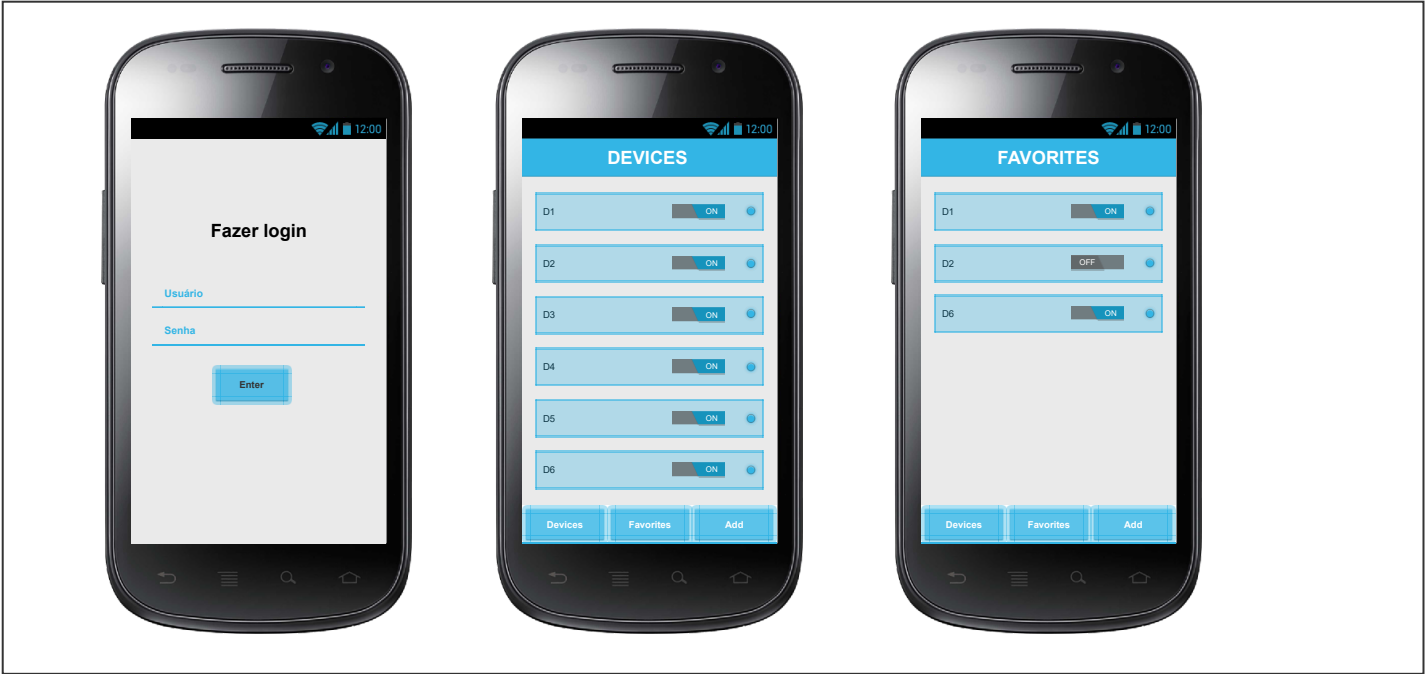 12:00
Fazer login
Usuário
Senha
Enter
12:00
DEVICES
D1 ON
D2 ON
D3 ON
D4 ON
D5 ON
D6 ON
Devices Favorites Add
12:00
FAVORITES
D1 ON
D2 OFF
D6 ON
Devices Favorites Add